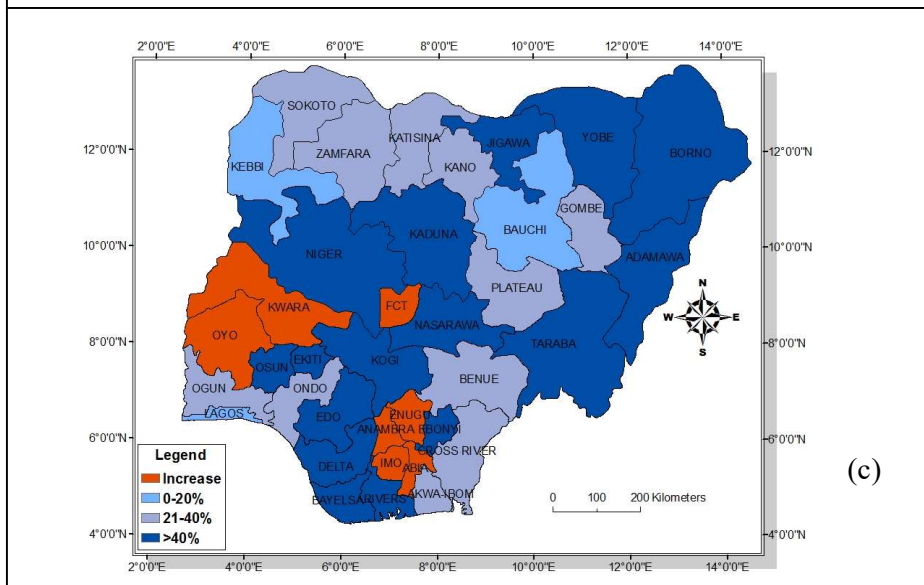 2°0'0"E 4°0'0"E 6°0'0"E 8°0'0"E 10°0'0"E 12°0'0"E 14°0'0"E
SOKOTO
KATISINA
12°0'0"N JIGAWA YOBE 12°0'0"N
ZAMFARA BORNO
KEBBI KANO
GOMBE
10°0'0"N BAUCHI 10°0'0"N
KADUNA
NIGER ADAMAWA
PLATEAU
N
KWARA FCT
W E
NASARAWA
S
OYO
8°0'0"N TARABA 8°0'0"N
EKITI KOGI
OSUN
BENUE
OGUN ONDO
LAGOS EDO ENUGU
6°0'0"N ANAMBRA EBONYI 6°0'0"N
CROSS RIVER
Legend DELTA IMO ABIA
Increase (c)
0-20% BAYELSA RIVERS AKWA-IBOM 0 100 200 Kilometers
21-40%
>40%
4°0'0"N 4°0'0"N
2°0'0"E 4°0'0"E 6°0'0"E 8°0'0"E 10°0'0"E 12°0'0"E 14°0'0"E